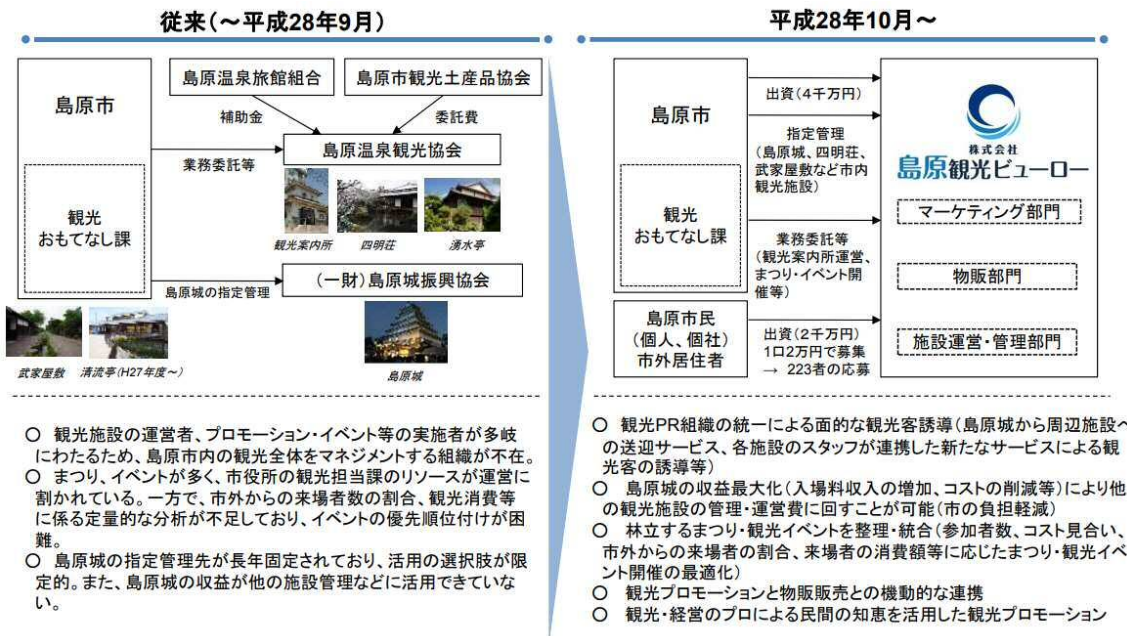 従来(～平成28年9月)
島原市
観光
おもてなし課
島原温泉旅館組合
島原市観光土産品協会
補助金
委託費
業務委託等
島原温泉観光協会
観光案内所
四明荘
湧水亭
島原城の指定管理
(一財)島原城振興協会
武家屋敷
清流亭(H27年度～)
島原城
○ 観光施設の運営者、プロモーション・イベント等の実施者が多岐
にわたるため、島原市内の観光全体をマネジメントする組織が不在。
○ まつり、イベントが多く、市役所の観光担当課のリソースが運営に
割かれている。一方で、市外からの来場者数の割合、観光消費等
に係る定量的な分析が不足しており、イベントの優先順位付けが困
難。
○ 島原城の指定管理先が長年固定されており、活用の選択肢が限
定的。また、島原城の収益が他の施設管理などに活用できていな
い。
平成28年10月～
島原市
観光
おもてなし課
出資(4千万円)
指定管理
(島原城、四明荘、
武家屋敷など市内
観光施設)
業務委託等
(観光案内所運営、
まつり・イベント開
催等)
島原市民
(個人、個社)
市外居住者
出資(2千万円)
1口2万円で募集
→ 223者の応募
株式会社
島原観光ビューロー
マーケティング部門
物販部門
施設運営・管理部門
○ 観光PR組織の統一による面的な観光客誘導(島原城から周辺施設へ
の送迎サービス、各施設のスタッフが連携した新たなサービスによる観
光客の誘導等)
○ 島原城の収益最大化(入場料収入の増加、コストの削減等)により他
の観光施設の管理・運営費に回すことが可能(市の負担軽減)
○ 林立するまつり・観光イベントを整理・統合(参加者数、コスト見合い、
市外からの来場者の割合、来場者の消費額等に応じたまつり・観光イベ
ント開催の最適化)
○ 観光プロモーションと物販販売との機動的な連携
○ 観光・経営のプロによる民間の知恵を活用した観光プロモーション